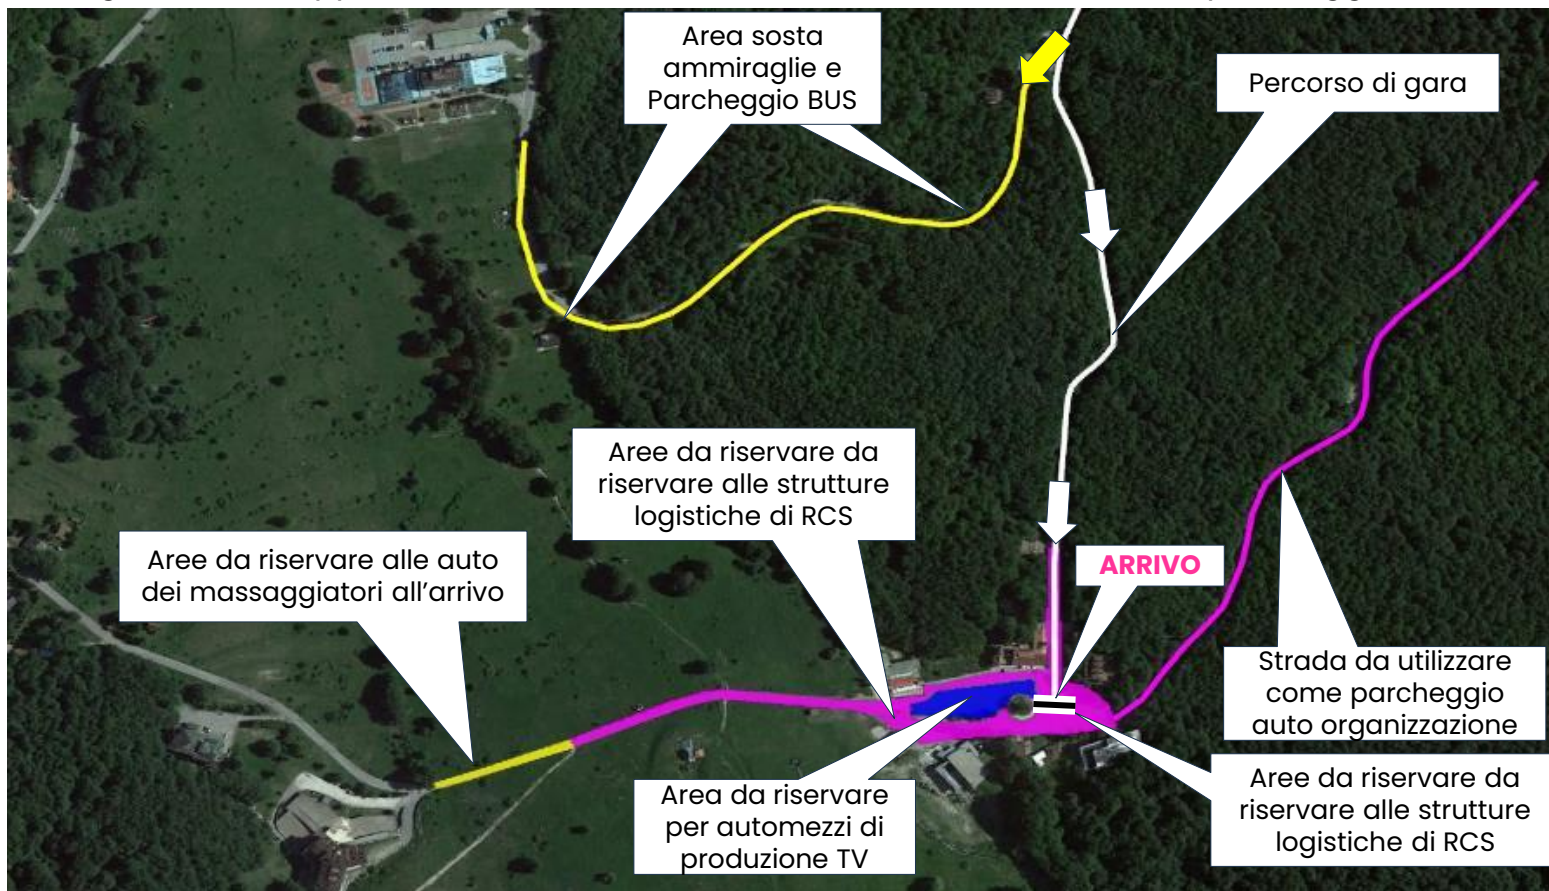 Area sosta
ammiraglie e
Parcheggio BUS
Percorso di gara
Aree da riservare da
riservare alle strutture
logistiche di RCS
Aree da riservare alle auto
dei massaggiatori all’arrivo
ARRIVO
Strada da utilizzare
come parcheggio
auto organizzazione
Area da riservare
per automezzi di
produzione TV
Aree da riservare da
riservare alle strutture
logistiche di RCS